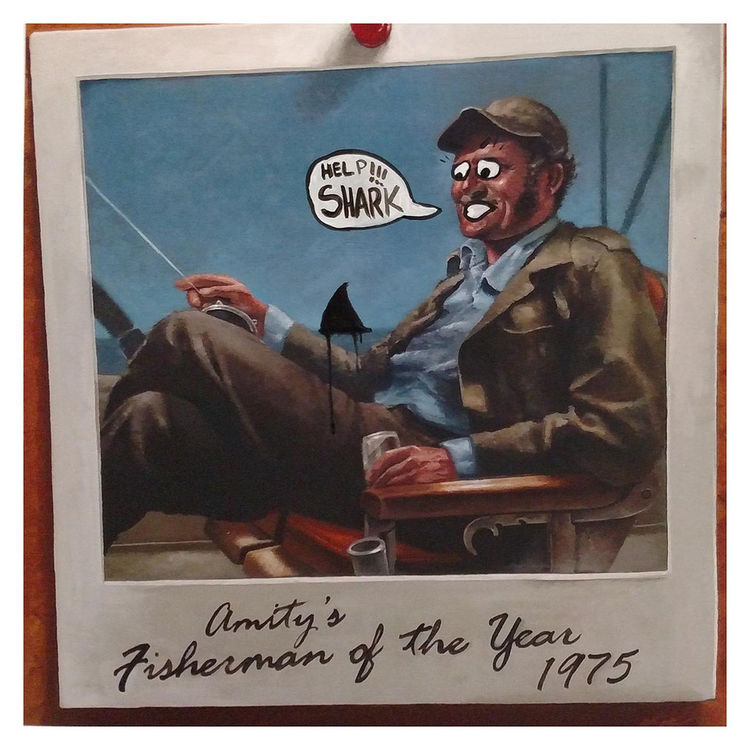 HELP!!!
SHARK
Amity's
Fisherman of the Year
1975